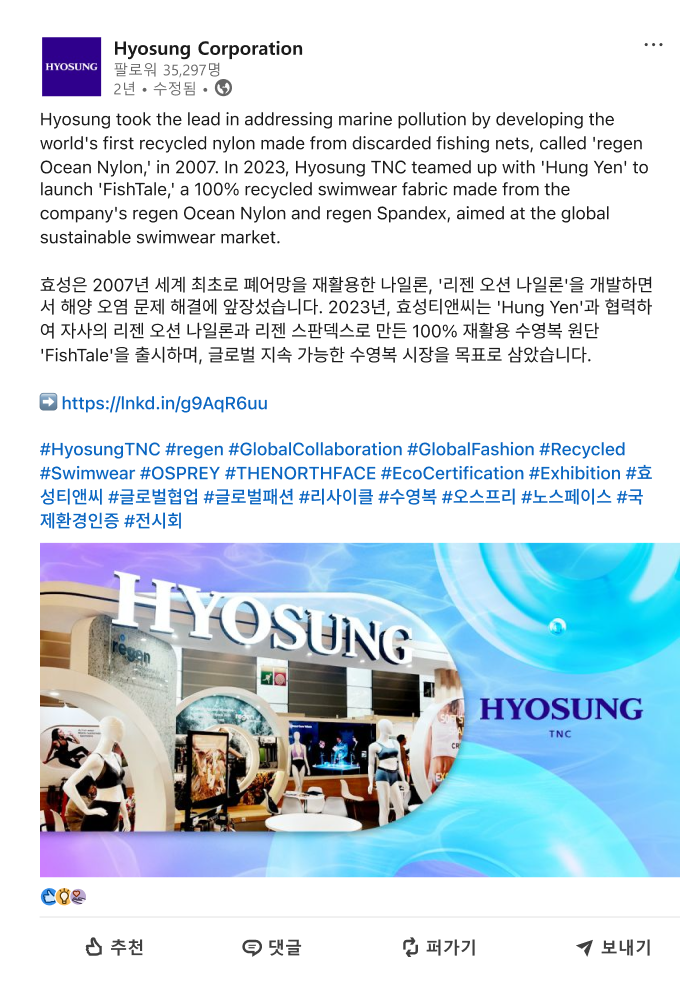 HYOSUNG
Hyosung Corporation
팔로워 35,297명
2년 • 수정됨 •
Hyosung took the lead in addressing marine pollution by developing the
world's first recycled nylon made from discarded fishing nets, called 'regen
Ocean Nylon,' in 2007. In 2023, Hyosung TNC teamed up with 'Hung Yen' to
launch 'FishTale,' a 100% recycled swimwear fabric made from the
company's regen Ocean Nylon and regen Spandex, aimed at the global
sustainable swimwear market.
효성은 2007년 세계 최초로 폐어망을 재활용한 나일론, '리젠 오션 나일론'을 개발하면
서 해양 오염 문제 해결에 앞장섰습니다. 2023년, 효성티앤씨는 'Hung Yen'과 협력하
여 자사의 리젠 오션 나일론과 리젠 스판덱스로 만든 100% 재활용 수영복 원단
'FishTale'을 출시하며, 글로벌 지속 가능한 수영복 시장을 목표로 삼았습니다.
https://lnkd.in/g9AqR6uu
#HyosungTNC #regen #GlobalCollaboration #GlobalFashion #Recycled
#Swimwear #OSPREY #THENORTHFACE #EcoCertification #Exhibition #효
성티앤씨 #글로벌협업 #글로벌패션 #리사이클 #수영복 #오스프리 #노스페이스 #국
제환경인증 #전시회
HYOSUNG
regen
HYOSUNG
TNC
추천
댓글
퍼가기
보내기